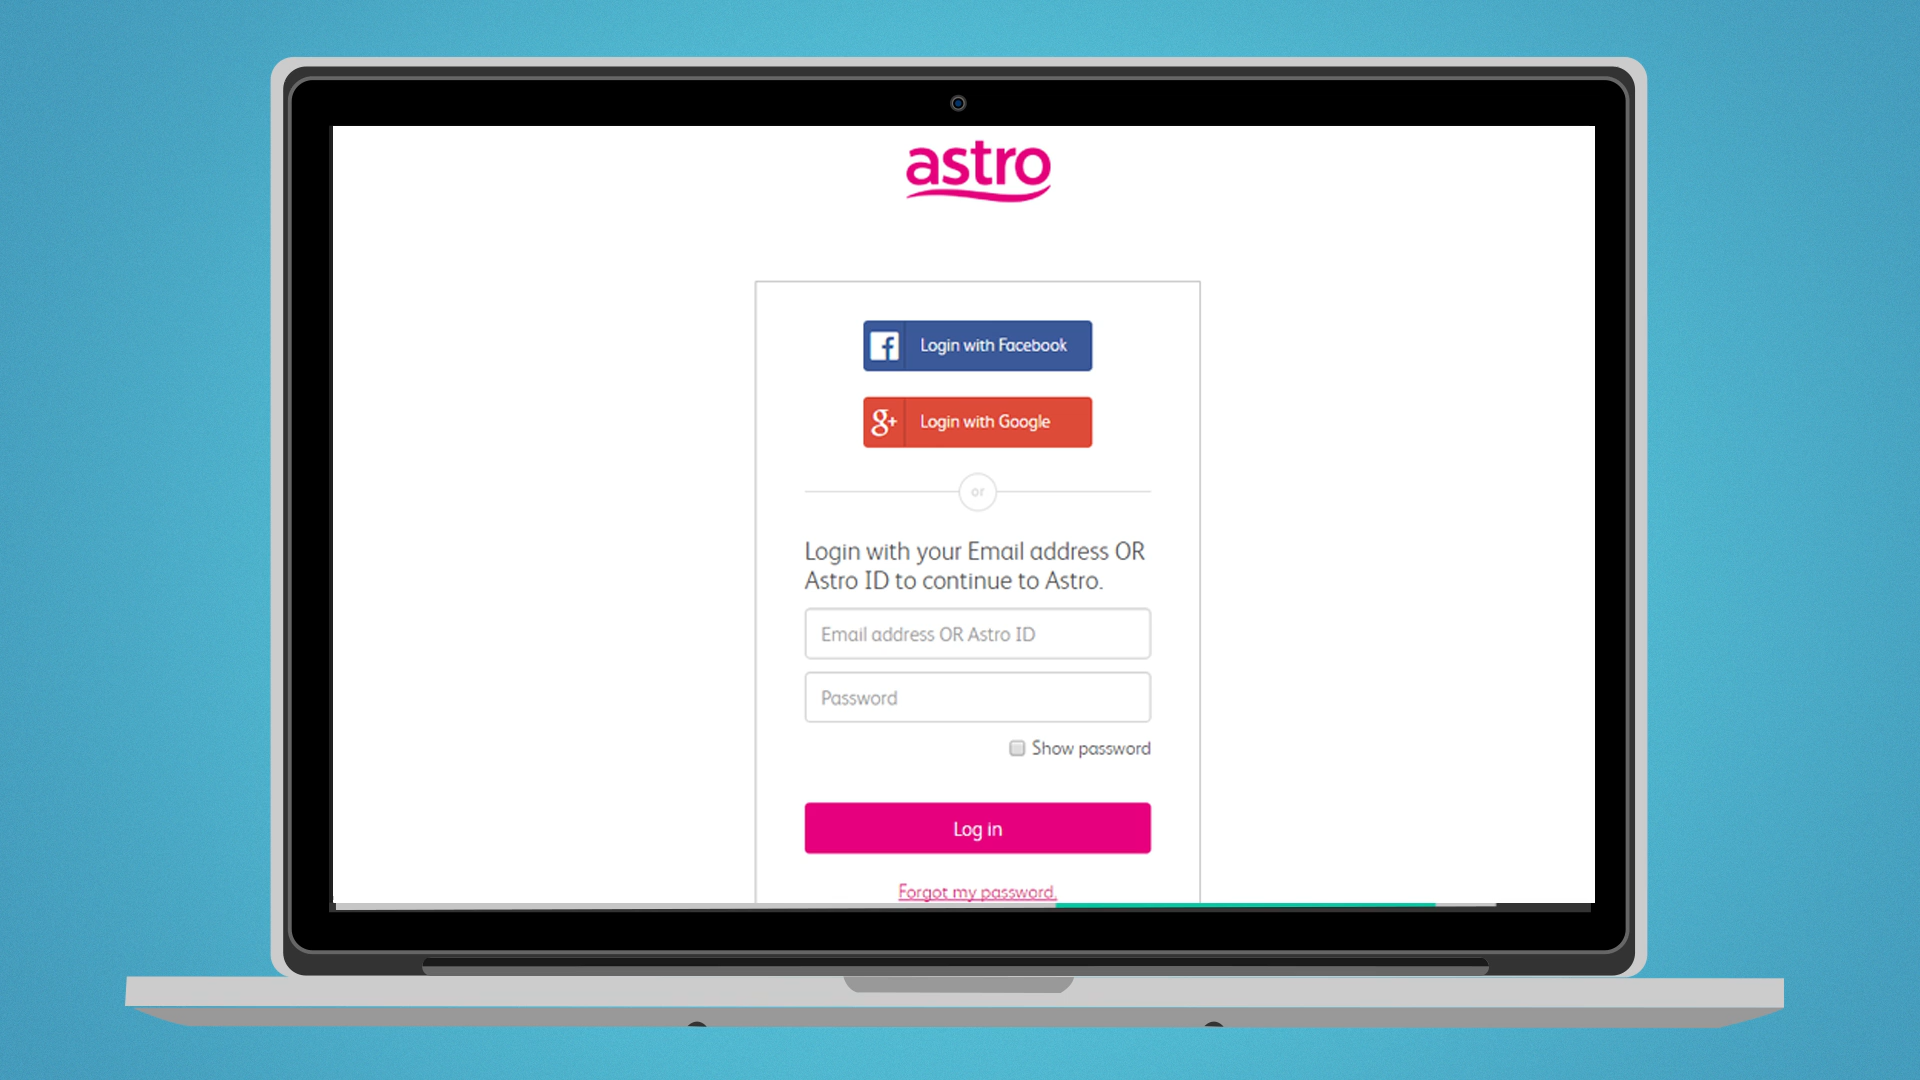 astro
Login with Facebook
g+ Login with Google
or
Login with your Email address OR
Astro ID to continue to Astro.
Email address OR Astro ID
Password
Show password
Log in
Forgot my password.